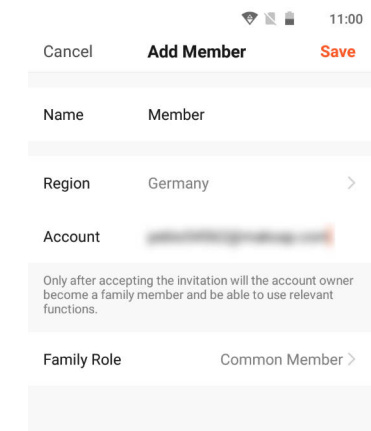 11:00
Cancel Add Member Save
Name Member
Region Germany
Account
Only after accepting the invitation will the account owner
become a family member and be able to use relevant
functions.
Family Role Common Member